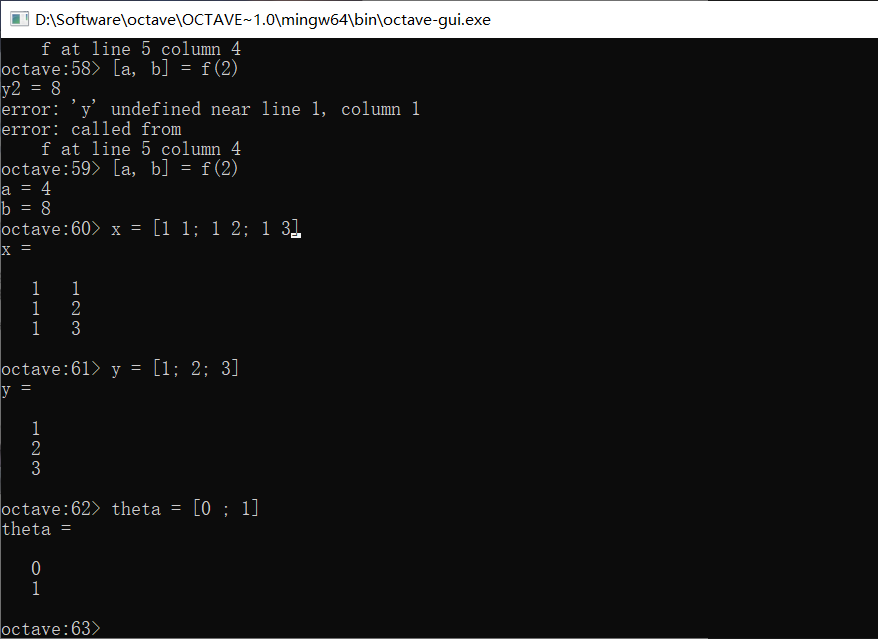 D:\Software\octave\OCTAVE~1.0\mingw64\bin\octave-gui.exe
    f at line 5 column 4
octave:58> [a, b] = f(2)
y2 = 8
error: 'y' undefined near line 1, column 1
error: called from
    f at line 5 column 4
octave:59> [a, b] = f(2)
a = 4
b = 8
octave:60> x = [1 1; 1 2; 1 3]
x =
   1   1
   1   2
   1   3
octave:61> y = [1; 2; 3]
y =
   1
   2
   3
octave:62> theta = [0 ; 1]
theta =
   0
   1
octave:63>